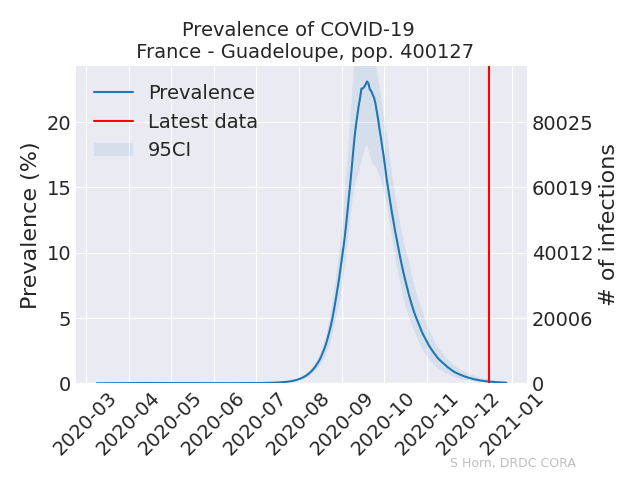 Prevalence of COVID-19
France - Guadeloupe, pop. 400127
Prevalence
Latest data
95CI
Prevalence (%)
20
15
10
5
0
80025
60019
40012
20006
0
# of infections
2020-03
2020-04
2020-05
2020-06
2020-07
2020-08
2020-09
2020-10
2020-11
2020-12
2021-01
S Horn, DRDC CORA